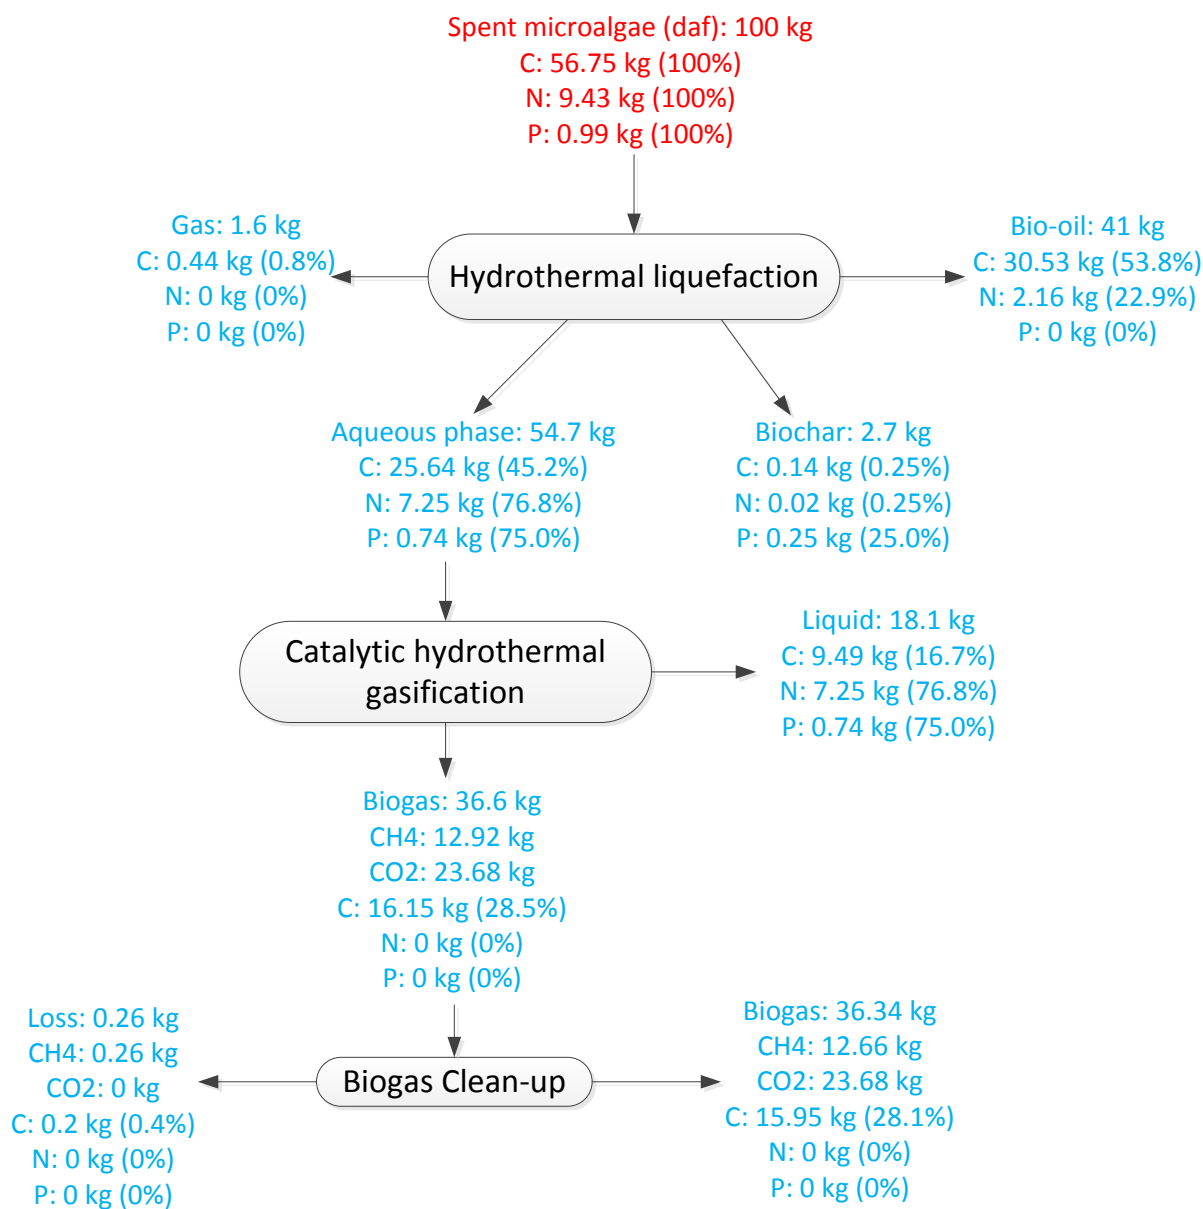 Spent microalgae (daf): 100 kg
C: 56.75 kg (100%)
N: 9.43 kg (100%)
P: 0.99 kg (100%)
Gas: 1.6 kg
C: 0.44 kg (0.8%)
N: 0 kg (0%)
P: 0 kg (0%)
Hydrothermal liquefaction
Bio-oil: 41 kg
C: 30.53 kg (53.8%)
N: 2.16 kg (22.9%)
P: 0 kg (0%)
Aqueous phase: 54.7 kg
C: 25.64 kg (45.2%)
N: 7.25 kg (76.8%)
P: 0.74 kg (75.0%)
Biochar: 2.7 kg
C: 0.14 kg (0.25%)
N: 0.02 kg (0.25%)
P: 0.25 kg (25.0%)
Catalytic hydrothermal
gasification
Liquid: 18.1 kg
C: 9.49 kg (16.7%)
N: 7.25 kg (76.8%)
P: 0.74 kg (75.0%)
Biogas: 36.6 kg
CH4: 12.92 kg
CO2: 23.68 kg
C: 16.15 kg (28.5%)
N: 0 kg (0%)
P: 0 kg (0%)
Loss: 0.26 kg
CH4: 0.26 kg
CO2: 0 kg
C: 0.2 kg (0.4%)
N: 0 kg (0%)
P: 0 kg (0%)
Biogas Clean-up
Biogas: 36.34 kg
CH4: 12.66 kg
CO2: 23.68 kg
C: 15.95 kg (28.1%)
N: 0 kg (0%)
P: 0 kg (0%)